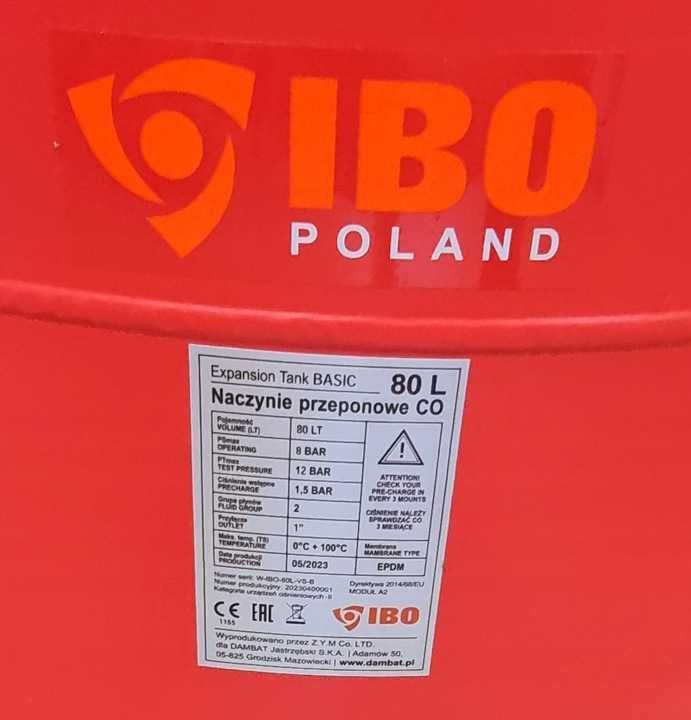 IBO
POLAND
Expansion Tank BASIC 80 L
Naczynie przeponowe CO
Pojemność
VOLUME (LT) 80 LT
PSmax
OPERATING 8 BAR
PTmax
TEST PRESSURE 12 BAR
Ciśnienie wstępne
PRECHARGE 1,5 BAR
Grupa płynów
FLUID GROUP 2
Przyłącze
OUTLET 1"
Maks. temp. (TS)
TEMPERATURE 0°C + 100°C
Data produkcji
PRODUCTION 05/2023
ATTENTION!
CHECK YOUR
PRE-CHARGE IN
EVERY 3 MOUNTS
CIŚNIENIE NALEŻY
SPRAWDZAĆ CO
3 MIESIĄCE
Membrana
MAMBRANE TYPE
EPDM
Numer serii: W-IBO-80L-VS-B
Numer produkcyjny: 20230400001
Kategoria urządzeń ciśnieniowych -II
Dyrektywa 2014/68/EU
MODUŁ A2
CE EAC
1155
IBO
Wyprodukowano przez Z.Y.M Co. LTD.
dla DAMBAT Jastrzębski S.K.A. | Adamów 50,
05-825 Grodzisk Mazowiecki | www.dambat.pl